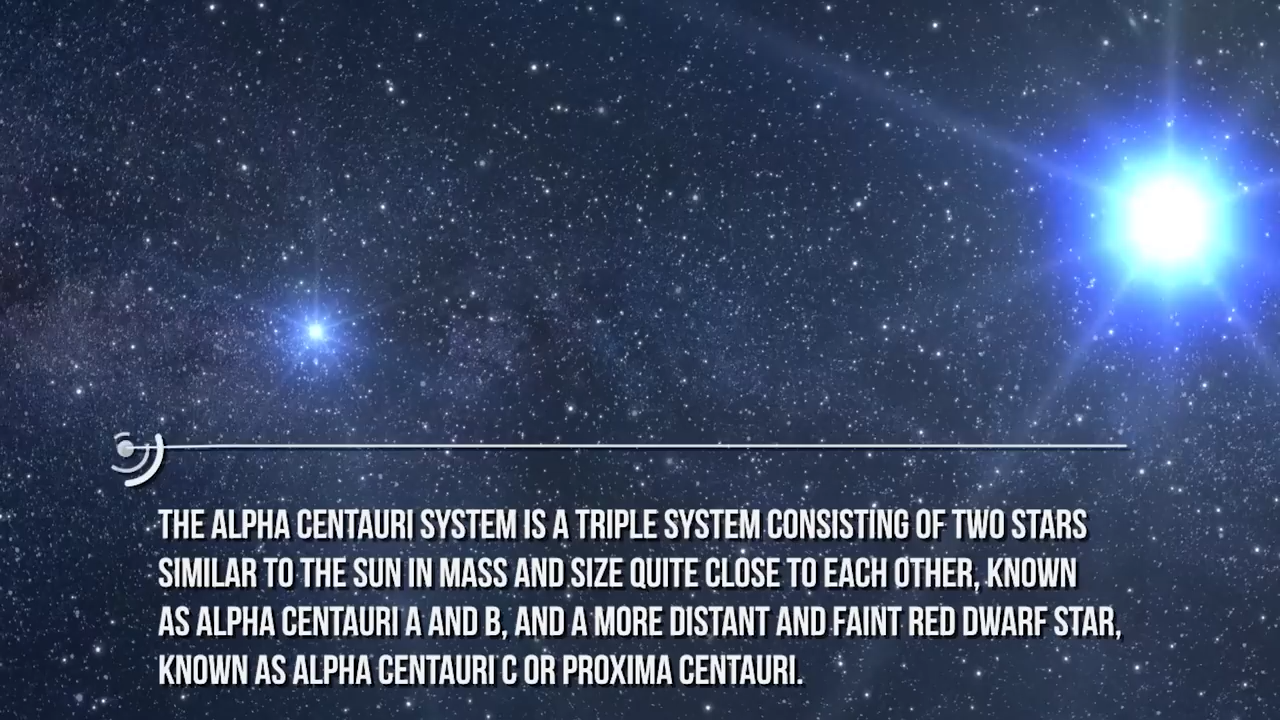 THE ALPHA CENTAURI SYSTEM IS A TRIPLE SYSTEM CONSISTING OF TWO STARS
SIMILAR TO THE SUN IN MASS AND SIZE QUITE CLOSE TO EACH OTHER, KNOWN
AS ALPHA CENTAURI A AND B, AND A MORE DISTANT AND FAINT RED DWARF STAR,
KNOWN AS ALPHA CENTAURI C OR PROXIMA CENTAURI.